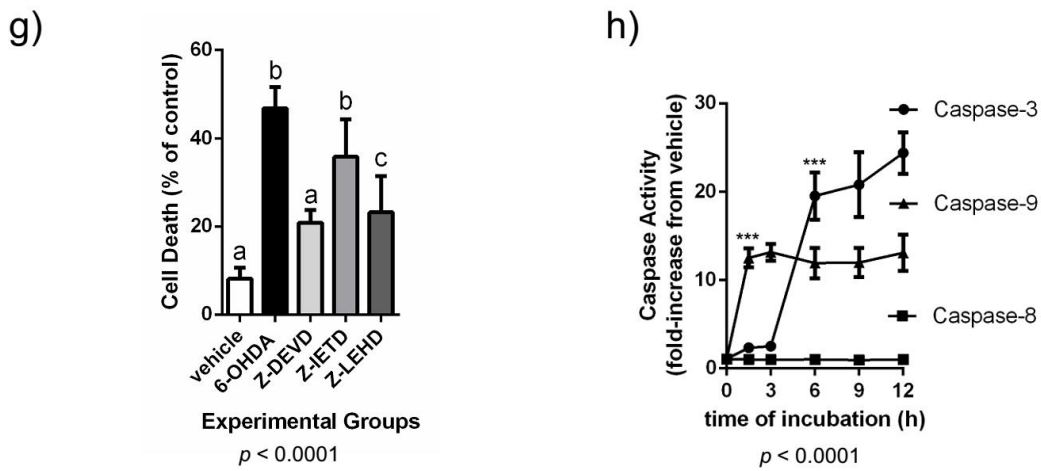 g)
Cell Death (% of control)
60
40
20
0
a
b
a
b
c
vehicle
6-OHDA
Z-DEVD
Z-IETD
Z-LEHD
Experimental Groups
p < 0.0001
h)
Caspase Activity
(fold-increase from vehicle)
30
20
10
0
***
***
0
3
6
9
12
time of incubation (h)
p < 0.0001
Caspase-3
Caspase-9
Caspase-8